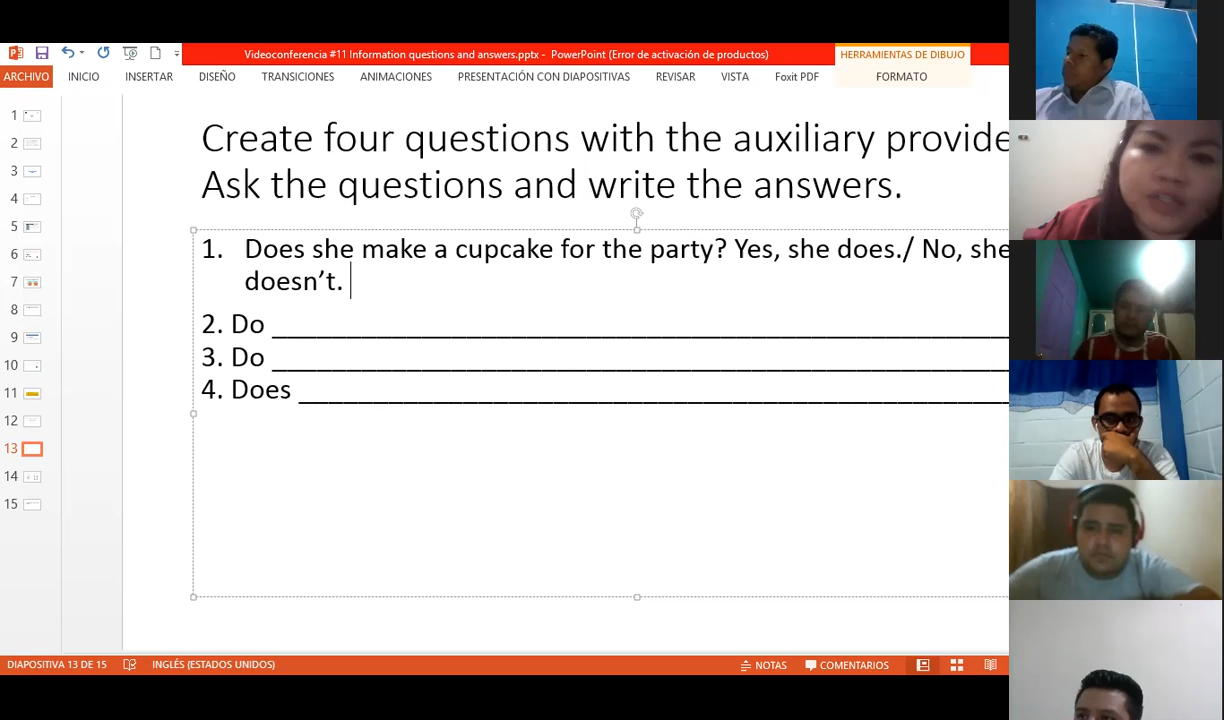 Videoconferencia #11 Information questions and answers.pptx - PowerPoint (Error de activación de productos)
HERRAMIENTAS DE DIBUJO
ARCHIVO INICIO INSERTAR DISEÑO TRANSICIONES ANIMACIONES PRESENTACIÓN CON DIAPOSITIVAS REVISAR VISTA Foxit PDF FORMATO
1
2
3
4
5
6
7
8
9
10
11
12
13
14
15
Create four questions with the auxiliary provide
Ask the questions and write the answers.
1. Does she make a cupcake for the party? Yes, she does./ No, she
doesn’t.
2. Do ____________________
3. Do ____________________
4. Does ____________________
DIAPOSITIVA 13 DE 15 INGLÉS (ESTADOS UNIDOS) NOTAS COMENTARIOS